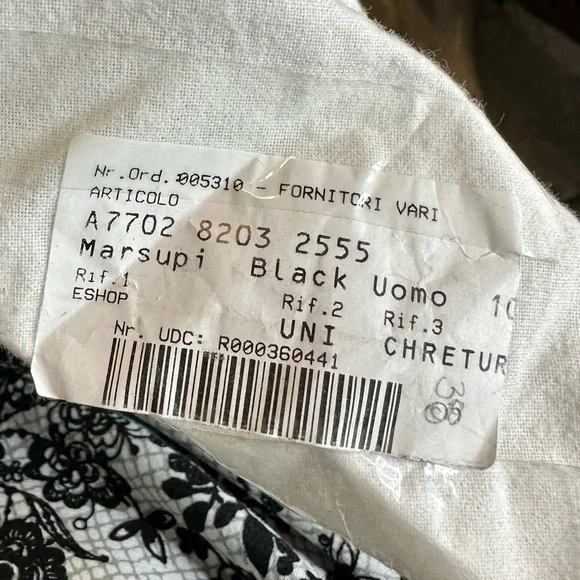 Nr.Ord.:005310 - FORNITORI VARI
ARTICOLO
A7702 8203 2555
Marsupi Black Uomo 10
Rif.1 Rif.2 Rif.3
ESHOP UNI CHRETUR
Nr. UDC: R000360441
38